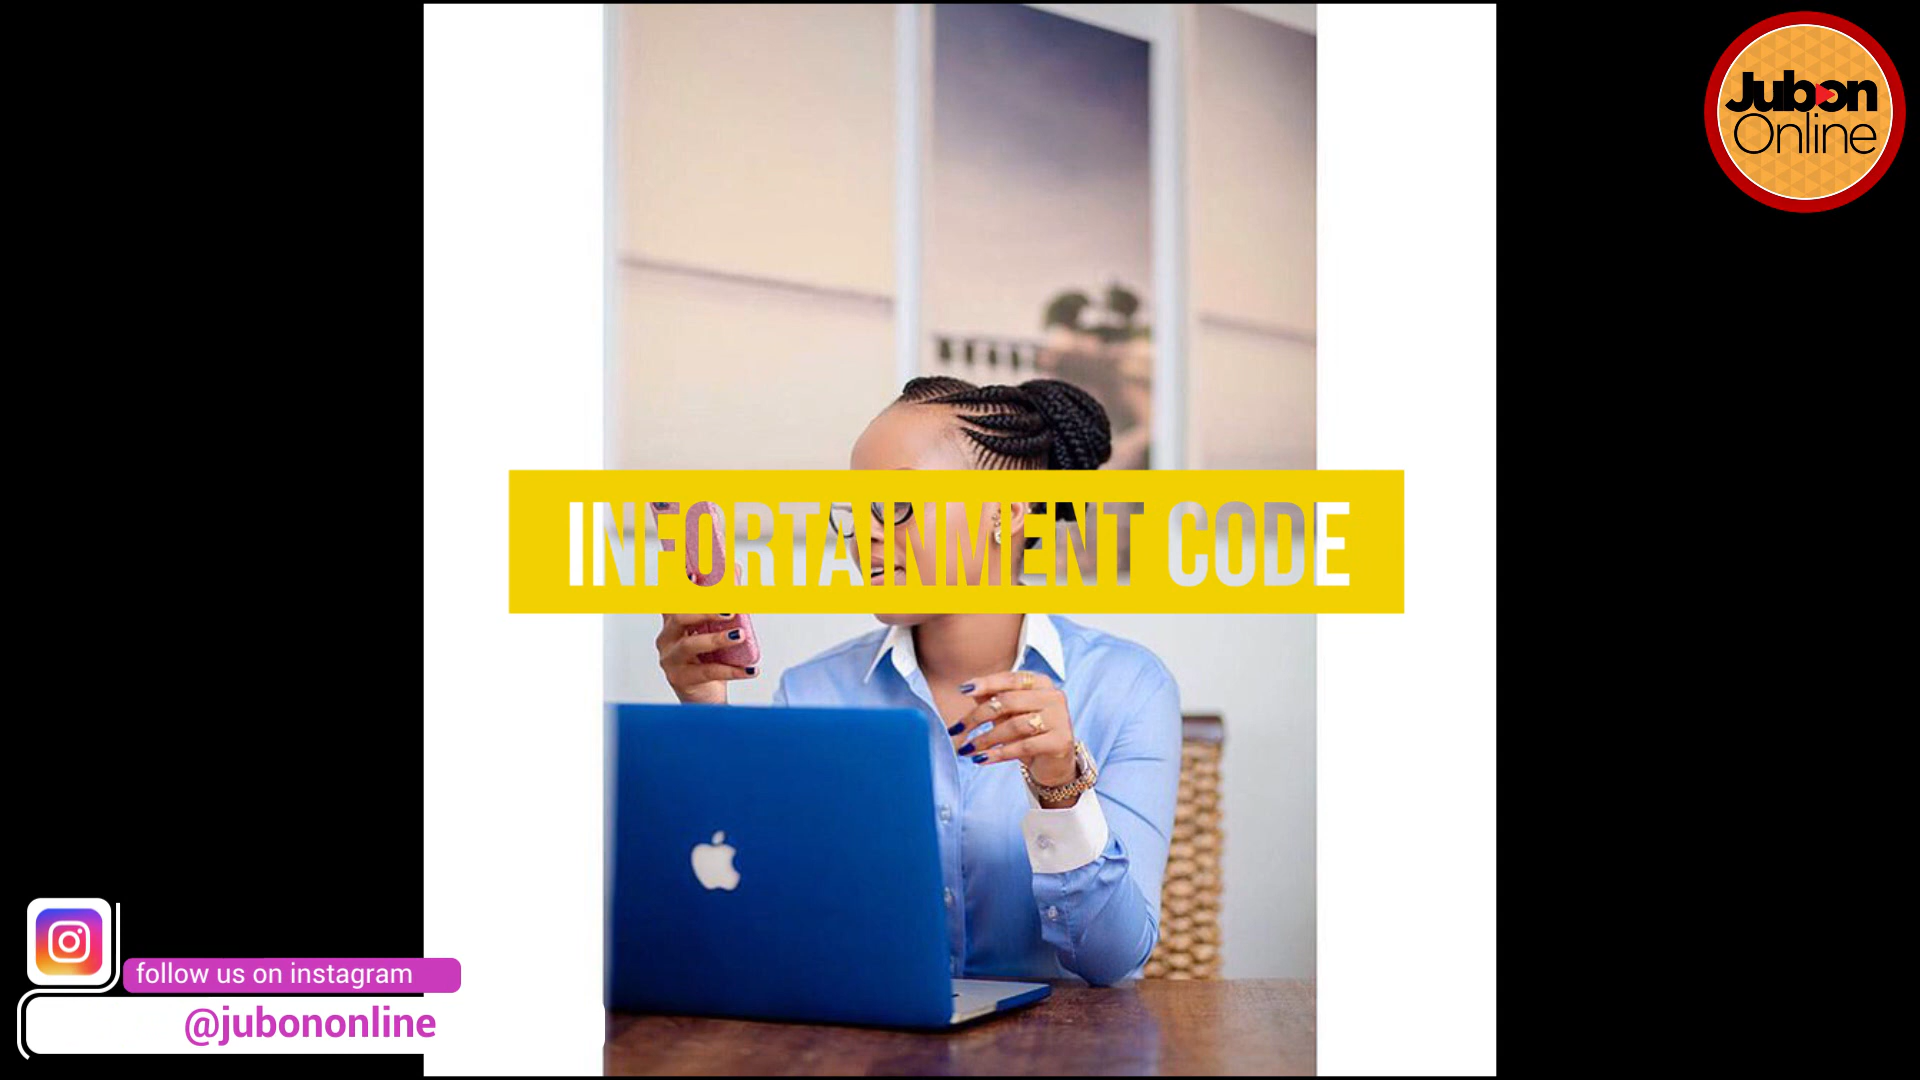 Jubon
Online
INFORTAINMENT CODE
follow us on instagram
@jubononline